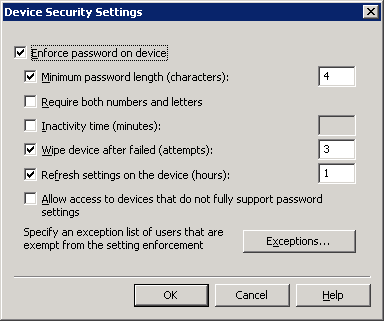 Device Security Settings
Enforce password on device
Minimum password length (characters): 4
Require both numbers and letters
Inactivity time (minutes):
Wipe device after failed (attempts): 3
Refresh settings on the device (hours): 1
Allow access to devices that do not fully support password
settings
Specify an exception list of users that are
exempt from the setting enforcement
Exceptions...
OK Cancel Help